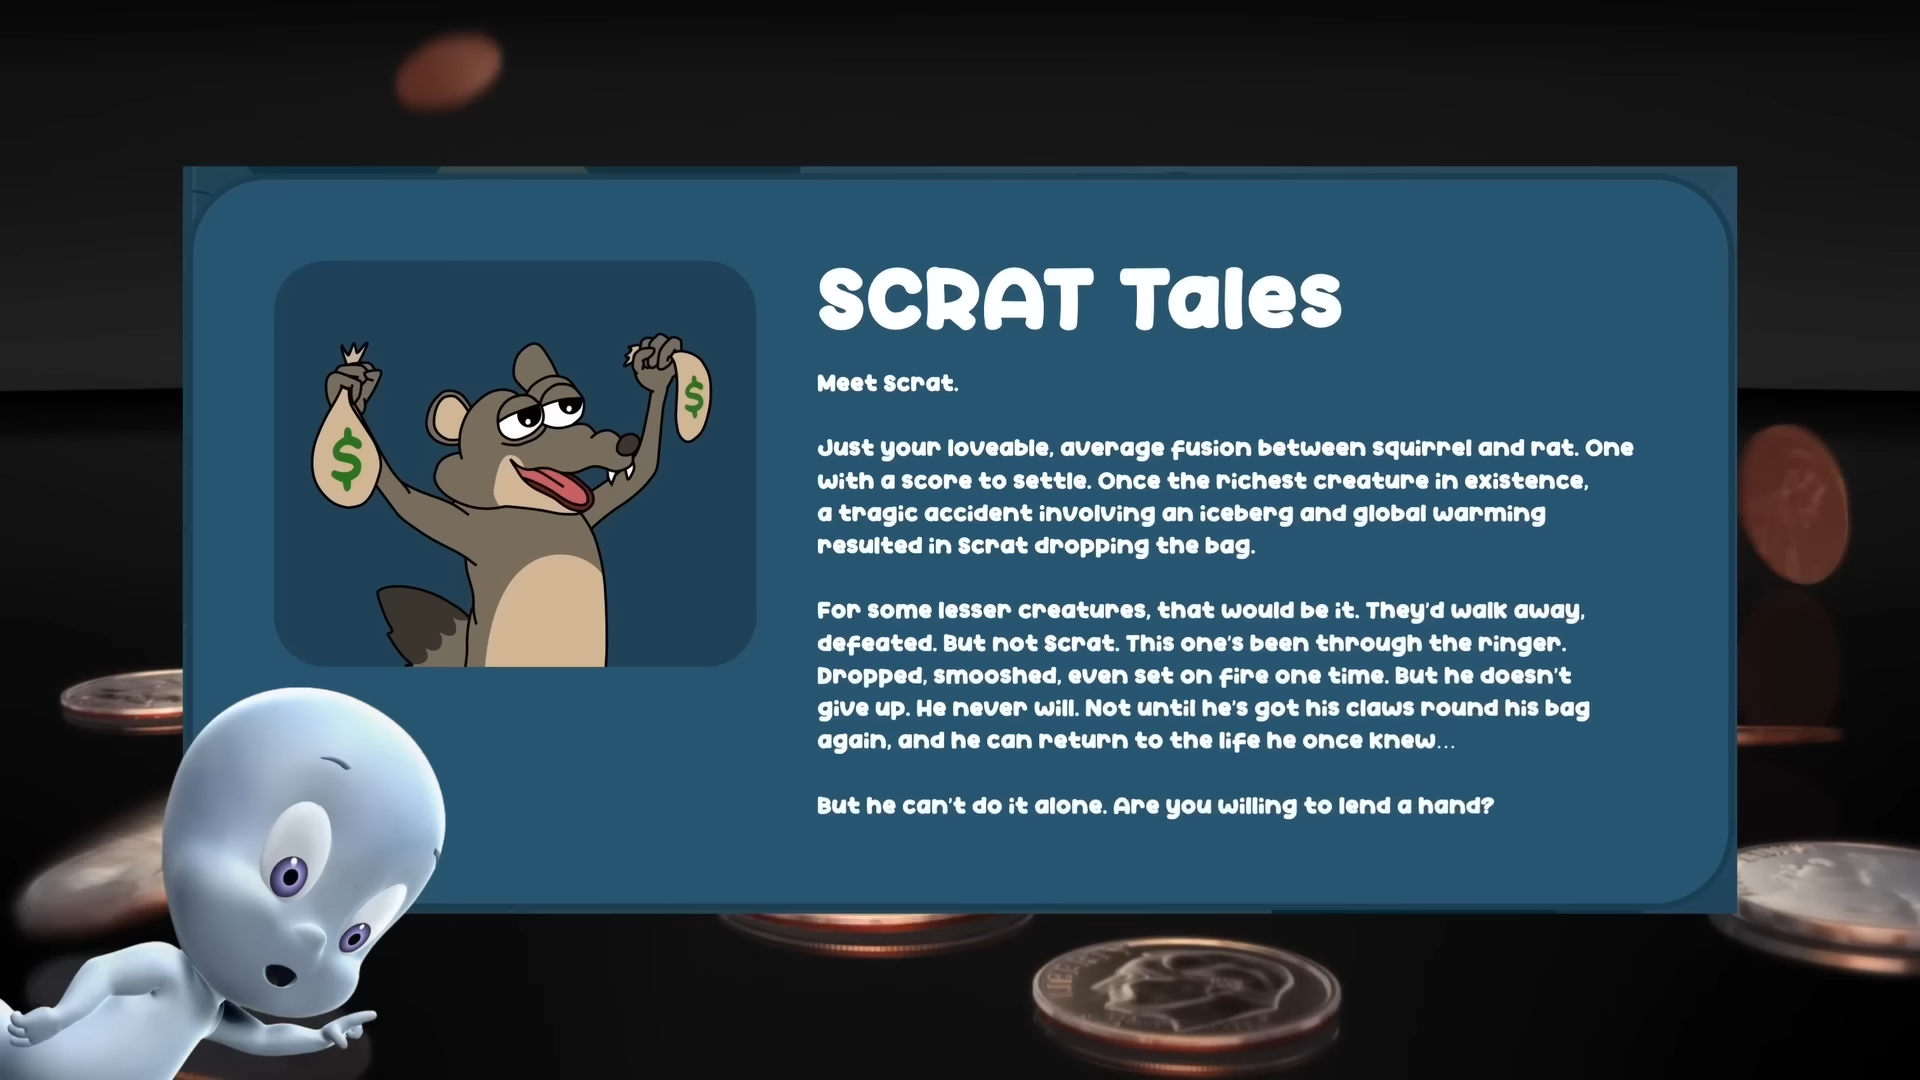 SCRAT Tales
Meet Scrat.
Just your loveable, average fusion between squirrel and rat. One
with a score to settle. Once the richest creature in existence,
a tragic accident involving an iceberg and global warming
resulted in Scrat dropping the bag.
For some lesser creatures, that would be it. They'd walk away,
defeated. But not Scrat. This one's been through the ringer.
Dropped, smooshed, even set on fire one time. But he doesn't
give up. He never will. Not until he's got his claws round his bag
again, and he can return to the life he once knew...
But he can't do it alone. Are you willing to lend a hand?
$
$
LIBERTY